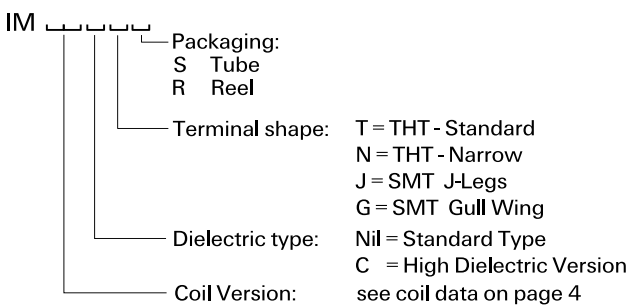 IM
Packaging:
S Tube
R Reel
Terminal shape: T = THT - Standard
N = THT - Narrow
J = SMT J-Legs
G = SMT Gull Wing
Dielectric type: Nil = Standard Type
C = High Dielectric Version
Coil Version: see coil data on page 4